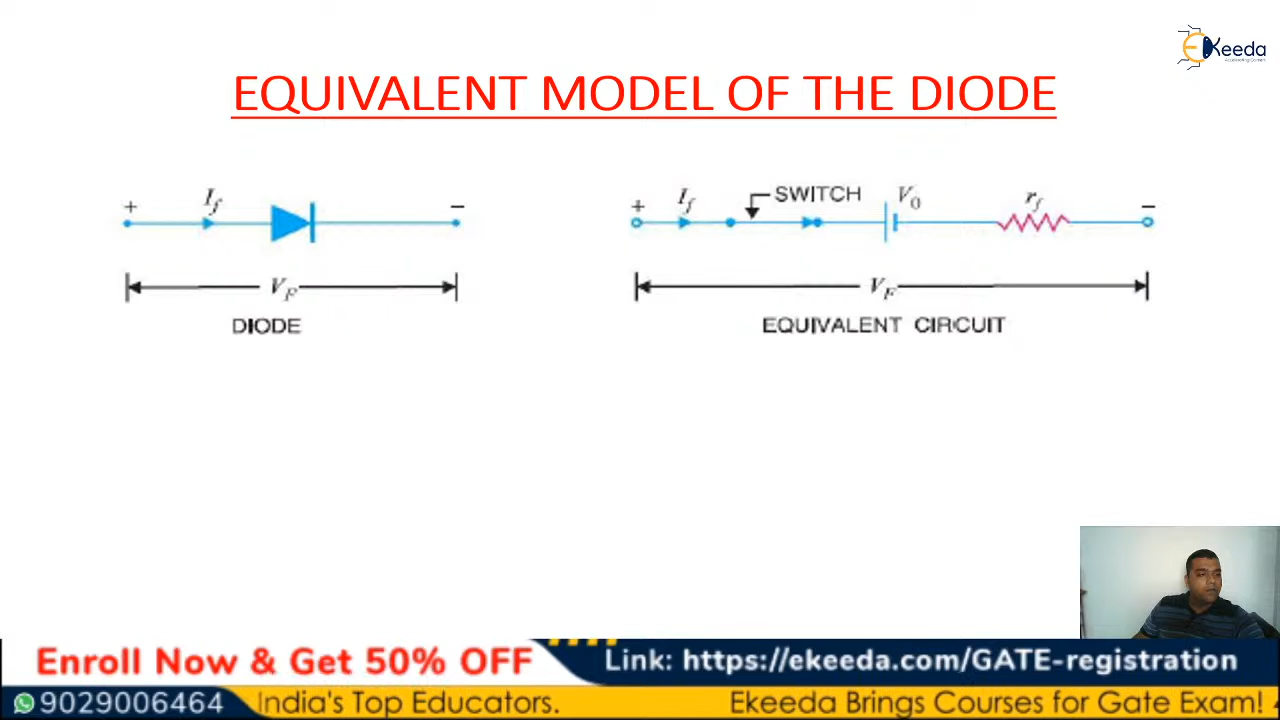 Ekeeda
EQUIVALENT MODEL OF THE DIODE
+ If −
VF
DIODE
+ If SWITCH V0 rf −
VF
EQUIVALENT CIRCUIT
Enroll Now & Get 50% OFF
Link: https://ekeeda.com/GATE-registration
9029006464
India's Top Educators.
Ekeeda Brings Courses for Gate Exam!